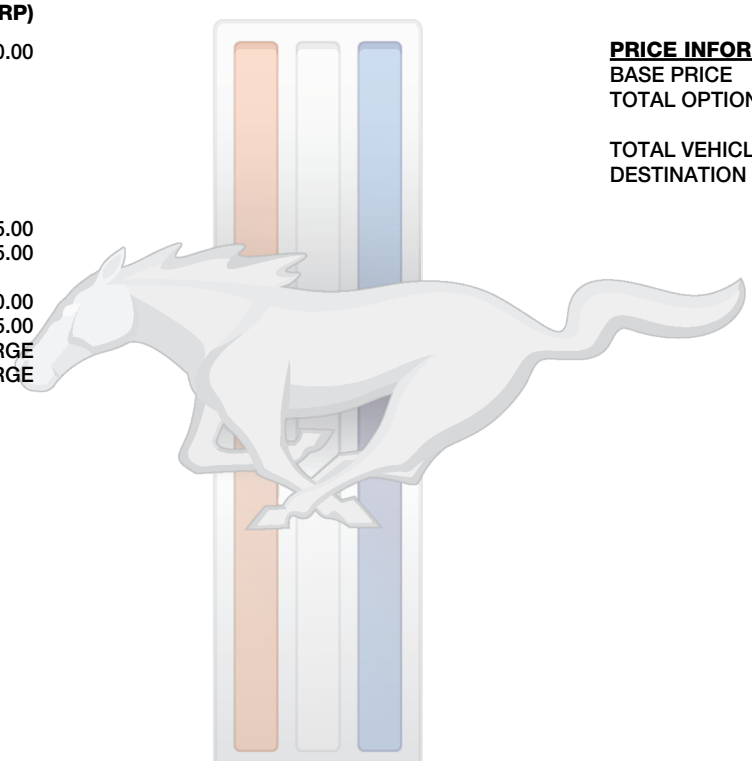 RP)
0.00
5.00
5.00
0.00
5.00
RGE
RGE
PRICE INFOR
BASE PRICE
TOTAL OPTION
TOTAL VEHICL
DESTINATION